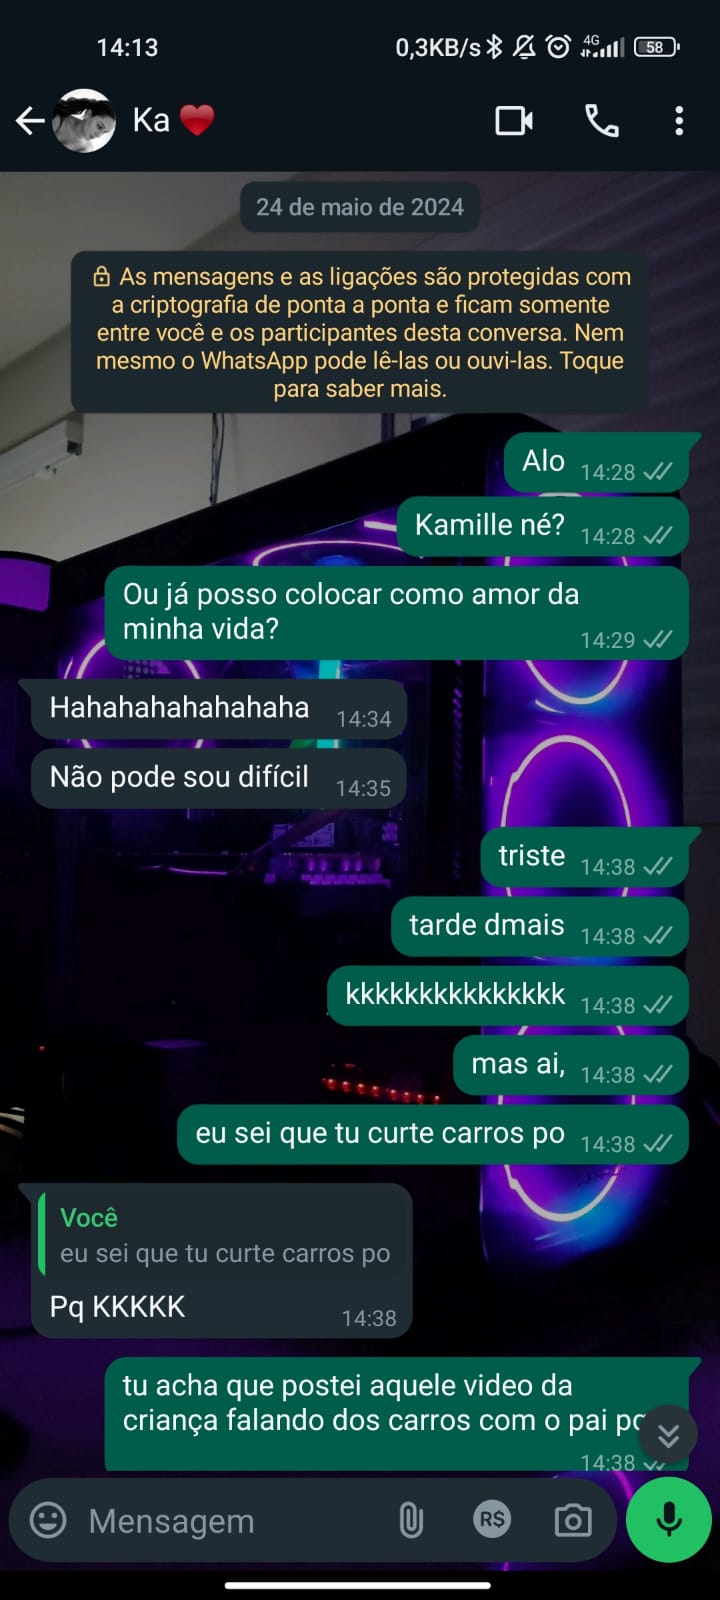 14:13
0,3KB/s 4G 58
Ka
24 de maio de 2024
As mensagens e as ligações são protegidas com
a criptografia de ponta a ponta e ficam somente
entre você e os participantes desta conversa. Nem
mesmo o WhatsApp pode lê-las ou ouvi-las. Toque
para saber mais.
Alo 14:28
Kamille né? 14:28
Ou já posso colocar como amor da
minha vida?
14:29
Hahahahahahahaha 14:34
Não pode sou difícil 14:35
triste 14:38
tarde dmais 14:38
kkkkkkkkkkkkkkk 14:38
mas ai, 14:38
eu sei que tu curte carros po 14:38
Você
eu sei que tu curte carros po
Pq KKKKK 14:38
tu acha que postei aquele video da
criança falando dos carros com o pai
14:38
Mensagem R$